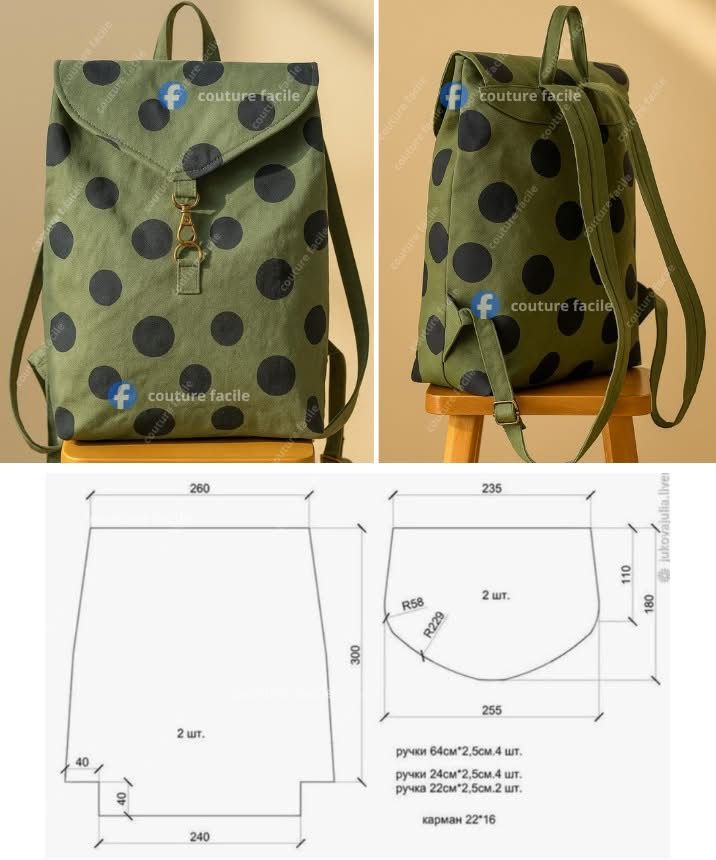 couture facile
couture facile
couture facile
couture facile
260
235
2 шт.
110
180
R58
R229
300
255
2 шт.
40
40
240
ручки 64см*2,5см.4 шт.
ручки 24см*2,5см.4 шт.
ручка 22см*2,5см.2 шт.
карман 22*16
jukovajulia.liver